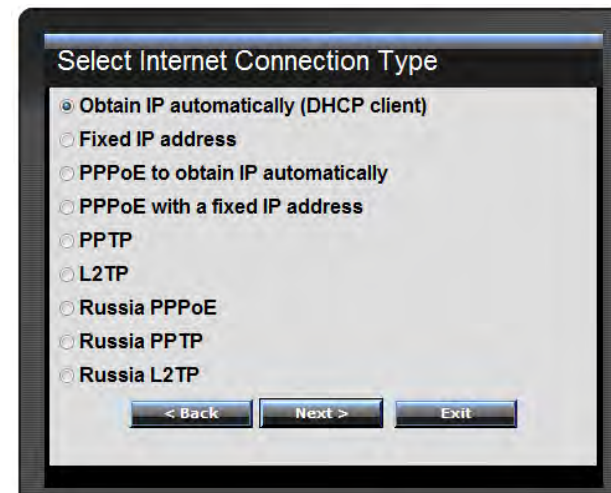 Select Internet Connection Type
Obtain IP automatically (DHCP client)
Fixed IP address
PPPoE to obtain IP automatically
PPPoE with a fixed IP address
PPTP
L2TP
Russia PPPoE
Russia PPTP
Russia L2TP
< Back Next > Exit